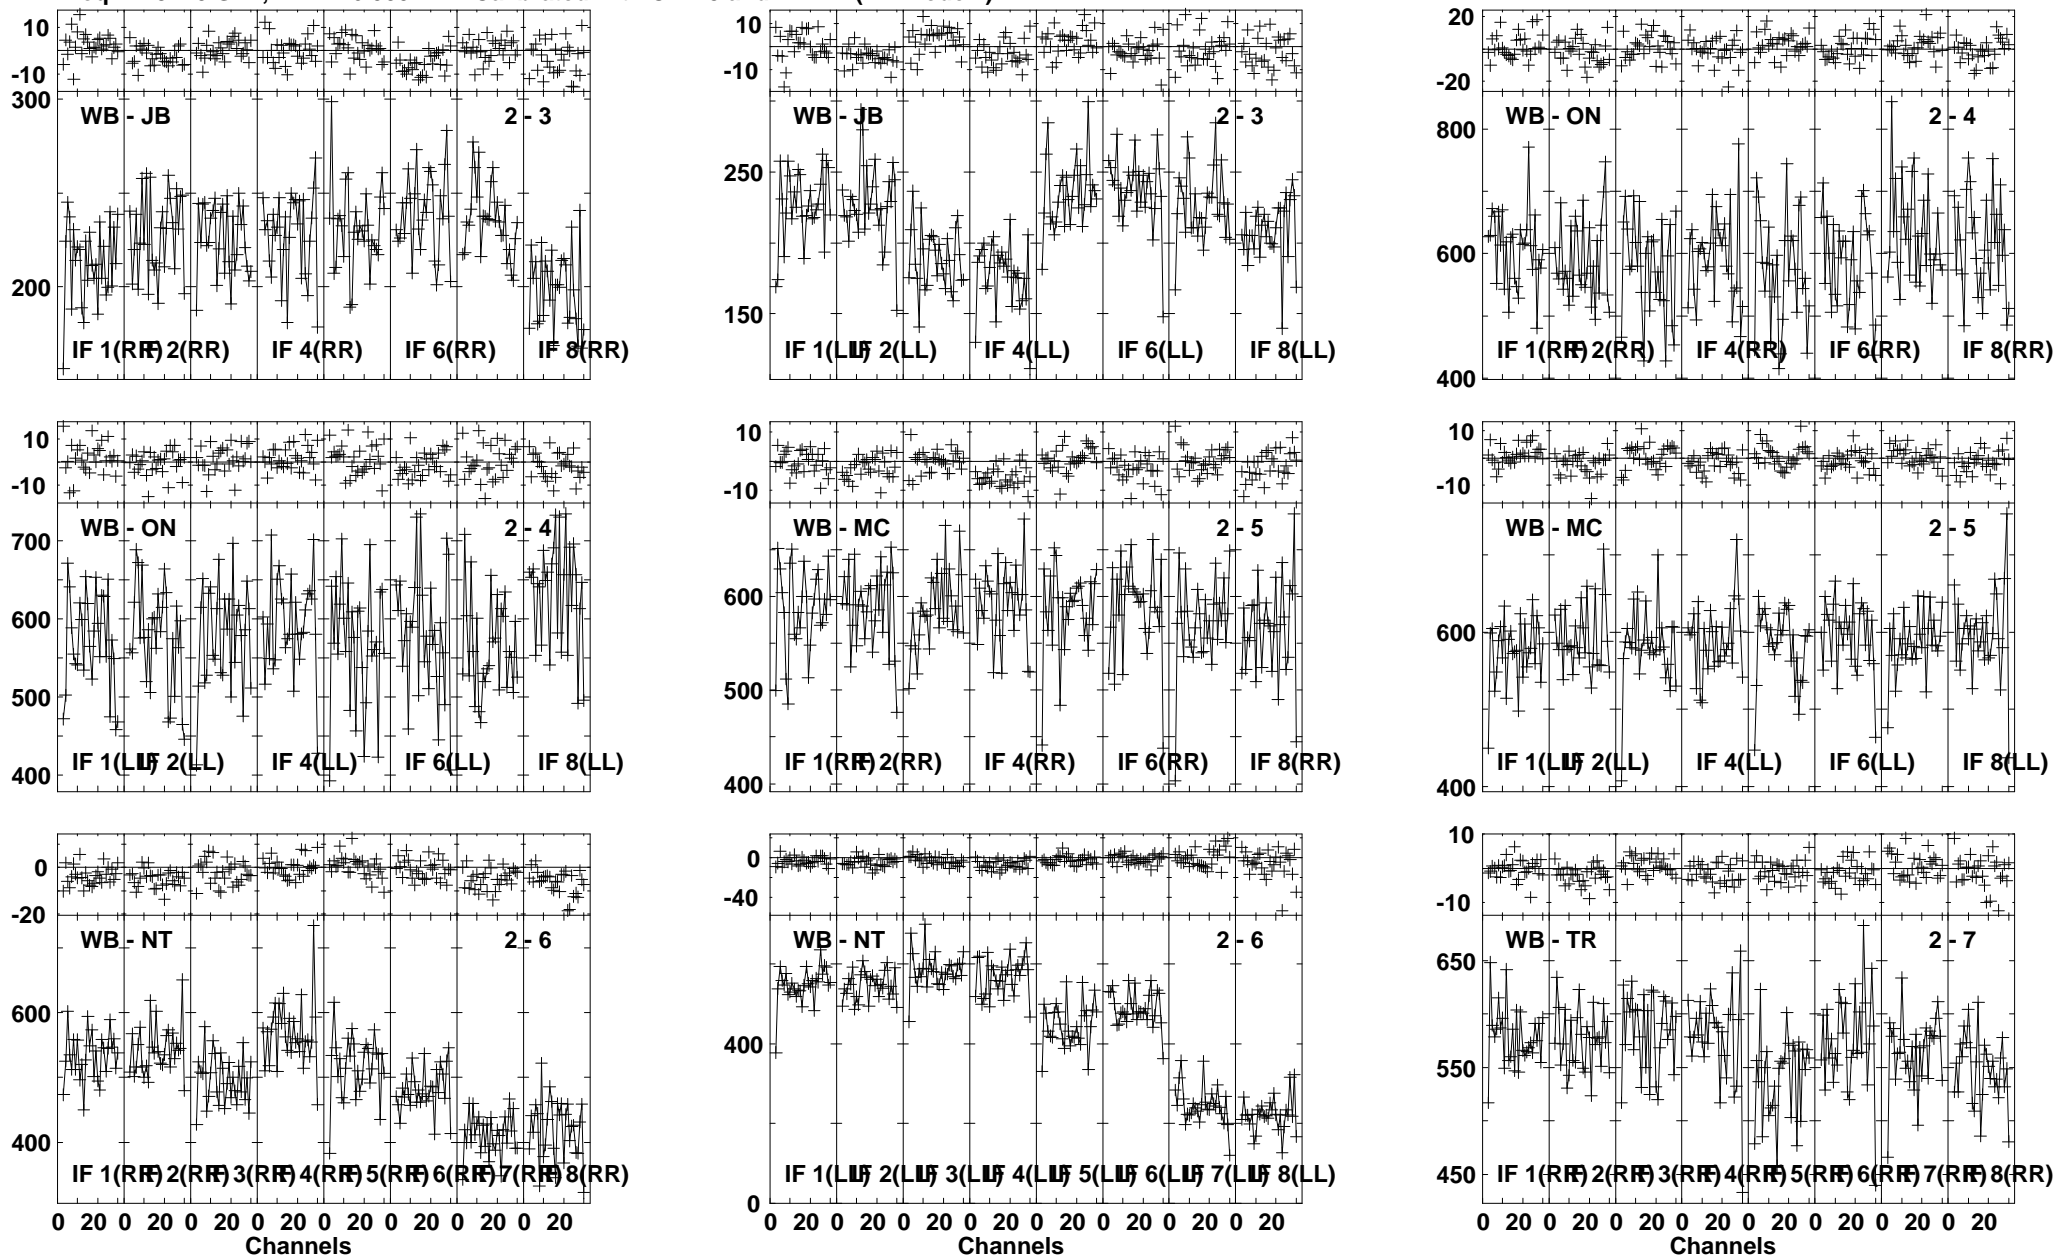 10
-10
300
200
WB - JB
2 - 3
IF 1(RR)
IF 2(RR)
IF 4(RR)
IF 6(RR)
IF 8(RR)
10
-10
250
150
WB - JB
2 - 3
IF 1(LL)
IF 2(LL)
IF 4(LL)
IF 6(LL)
IF 8(LL)
20
-20
800
600
400
WB - ON
2 - 4
IF 1(RR)
IF 2(RR)
IF 4(RR)
IF 6(RR)
IF 8(RR)
10
-10
700
600
500
400
WB - ON
2 - 4
IF 1(LL)
IF 2(LL)
IF 4(LL)
IF 6(LL)
IF 8(LL)
10
-10
600
500
400
WB - MC
2 - 5
IF 1(RR)
IF 2(RR)
IF 4(RR)
IF 6(RR)
IF 8(RR)
10
-10
600
400
WB - MC
2 - 5
IF 1(LL)
IF 2(LL)
IF 4(LL)
IF 6(LL)
IF 8(LL)
0
-20
600
400
WB - NT
2 - 6
IF 1(RR)
IF 2(RR)
IF 3(RR)
IF 4(RR)
IF 5(RR)
IF 6(RR)
IF 7(RR)
IF 8(RR)
0 20 0 20 0 20 0 20 0 20 0 20 0 20 0 20
Channels
0
-40
400
0
WB - NT
2 - 6
IF 1(LL)
IF 2(LL)
IF 3(LL)
IF 4(LL)
IF 5(LL)
IF 6(LL)
IF 7(LL)
IF 8(LL)
0 20 0 20 0 20 0 20 0 20 0 20 0 20 0 20
Channels
10
-10
650
550
450
WB - TR
2 - 7
IF 1(RR)
IF 2(RR)
IF 3(RR)
IF 4(RR)
IF 5(RR)
IF 6(RR)
IF 7(RR)
IF 8(RR)
0 20 0 20 0 20 0 20 0 20 0 20 0 20 0 20
Channels